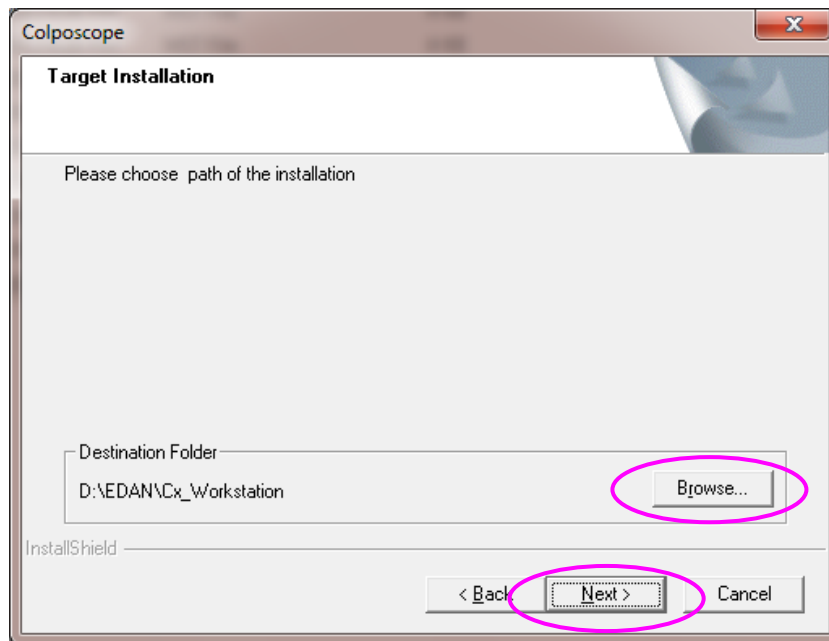 Colposcope
Target Installation
Please choose path of the installation
Destination Folder
D:\EDAN\Cx_Workstation
Browse...
InstallShield
< Back
Next >
Cancel